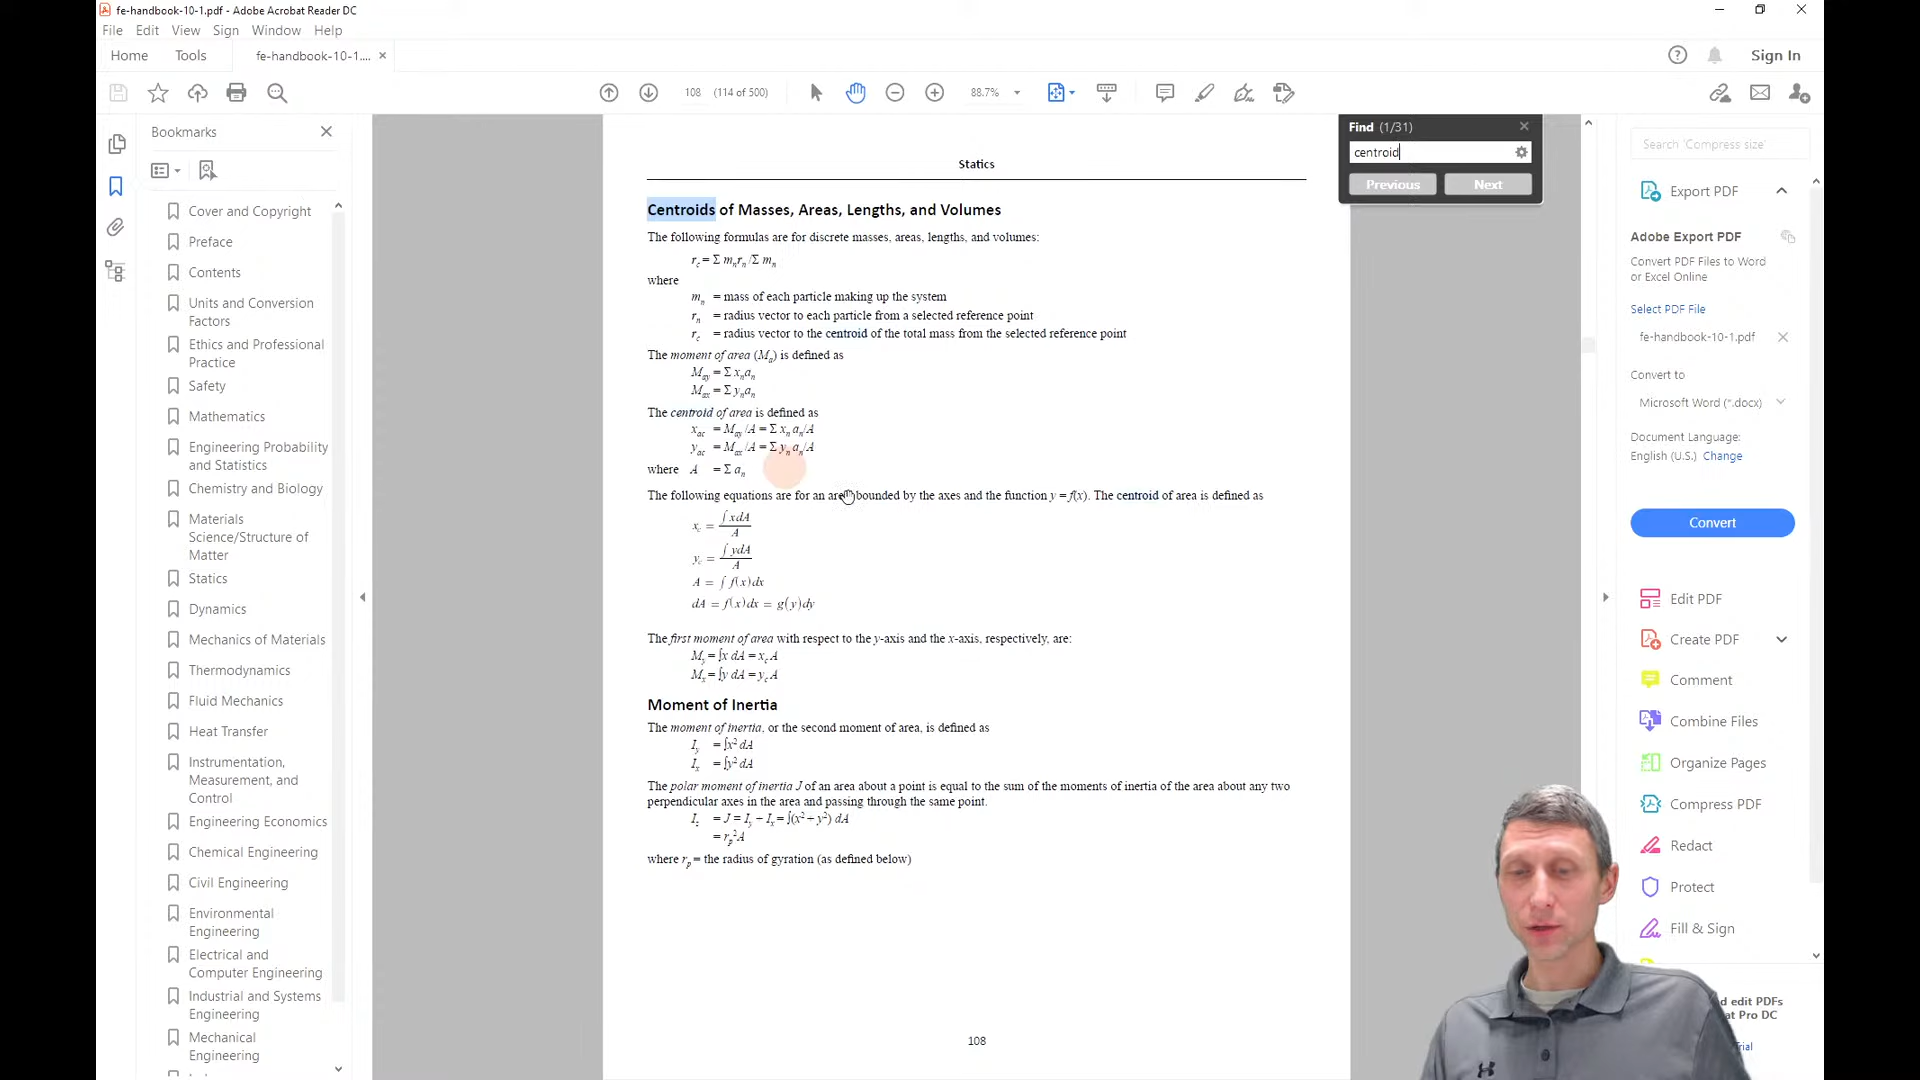 fe-handbook-10-1.pdf - Adobe Acrobat Reader DC
File Edit View Sign Window Help
Home Tools fe-handbook-10-1.... ×
Sign In
108 (114 of 500) 88.7%
Bookmarks
Cover and Copyright
Preface
Contents
Units and Conversion
Factors
Ethics and Professional
Practice
Safety
Mathematics
Engineering Probability
and Statistics
Chemistry and Biology
Materials
Science/Structure of
Matter
Statics
Dynamics
Mechanics of Materials
Thermodynamics
Fluid Mechanics
Heat Transfer
Instrumentation,
Measurement, and
Control
Engineering Economics
Chemical Engineering
Civil Engineering
Environmental
Engineering
Electrical and
Computer Engineering
Industrial and Systems
Engineering
Mechanical
Engineering
Statics
Centroids of Masses, Areas, Lengths, and Volumes
The following formulas are for discrete masses, areas, lengths, and volumes:
r_c = Σ m_n r_n / Σ m_n
where
m_n = mass of each particle making up the system
r_n = radius vector to each particle from a selected reference point
r_c = radius vector to the centroid of the total mass from the selected reference point
The moment of area (M_a) is defined as
M_ay = Σ x_n a_n
M_ax = Σ y_n a_n
The centroid of area is defined as
x_ac = M_ay /A = Σ x_n a_n /A
y_ac = M_ax /A = Σ y_n a_n /A
where A = Σ a_n
The following equations are for an area bounded by the axes and the function y = f(x). The centroid of area is defined as
x_c = ∫ xdA / A
y_c = ∫ ydA / A
A = ∫ f(x)dx
dA = f(x)dx = g(y)dy
The first moment of area with respect to the y-axis and the x-axis, respectively, are:
M_y = ∫x dA = x_c A
M_x = ∫y dA = y_c A
Moment of Inertia
The moment of inertia, or the second moment of area, is defined as
I_y = ∫x² dA
I_x = ∫y² dA
The polar moment of inertia J of an area about a point is equal to the sum of the moments of inertia of the area about any two
perpendicular axes in the area and passing through the same point.
I_z = J = I_y + I_x = ∫(x² + y²) dA
= r_p² A
where r_p = the radius of gyration (as defined below)
108
Find (1/31)
centroid
Previous Next
Search 'Compress size'
Export PDF
Adobe Export PDF
Convert PDF Files to Word
or Excel Online
Select PDF File
fe-handbook-10-1.pdf ×
Convert to
Microsoft Word (*.docx)
Document Language:
English (U.S.) Change
Convert
Edit PDF
Create PDF
Comment
Combine Files
Organize Pages
Compress PDF
Redact
Protect
Fill & Sign
d edit PDFs
at Pro DC